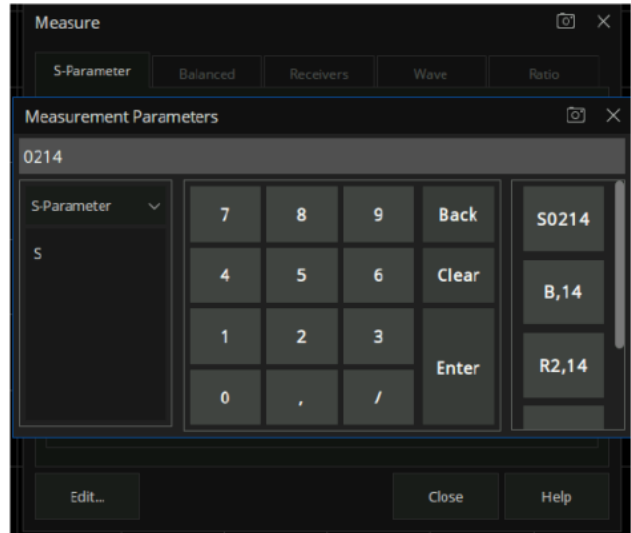 Measure
S-Parameter Balanced Receivers Wave Ratio
Measurement Parameters
0214
S-Parameter
S
7 8 9 Back
4 5 6 Clear
1 2 3
Enter
0 , /
S0214
B,14
R2,14
Edit... Close Help